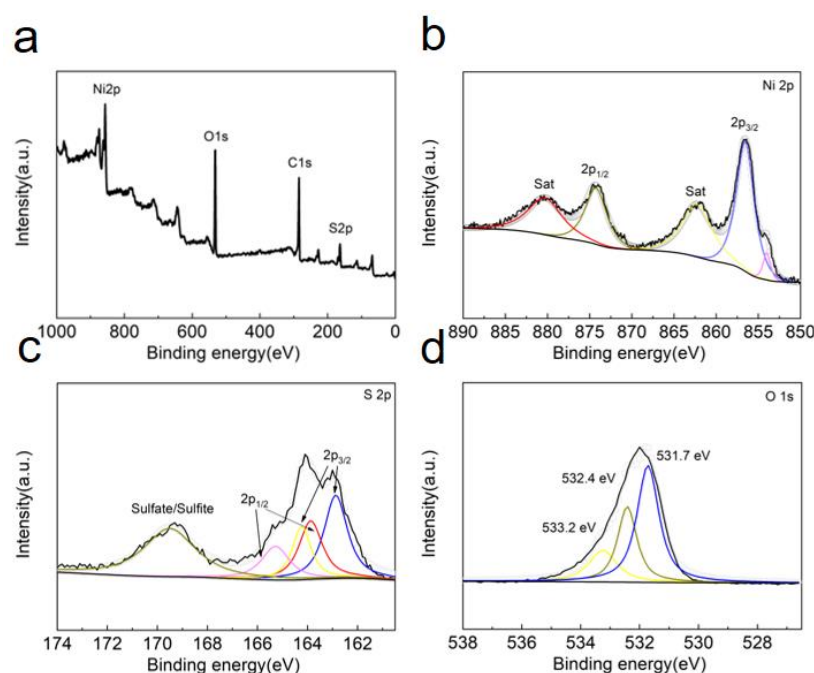 a
Ni2p
O1s
C1s
S2p
Intensity(a.u.)
1000 800 600 400 200 0
Binding energy(eV)
b
Ni 2p
2p3/2
2p1/2
Sat
Sat
Intensity(a.u.)
890 885 880 875 870 865 860 855 850
Binding energy(eV)
c
S 2p
2p3/2
2p1/2
Sulfate/Sulfite
Intensity(a.u.)
174 172 170 168 166 164 162
Binding energy(eV)
d
O 1s
531.7 eV
532.4 eV
533.2 eV
Intensity(a.u.)
538 536 534 532 530 528
Binding energy(eV)